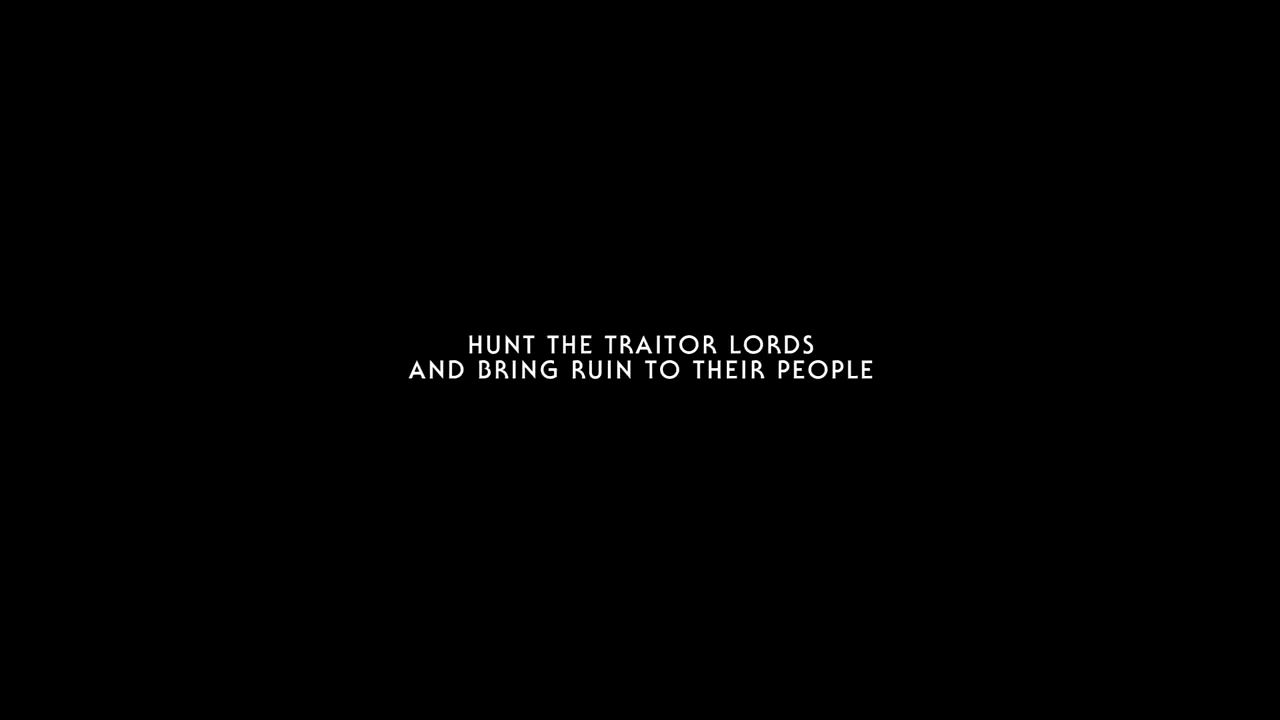 HUNT THE TRAITOR LORDS
AND BRING RUIN TO THEIR PEOPLE